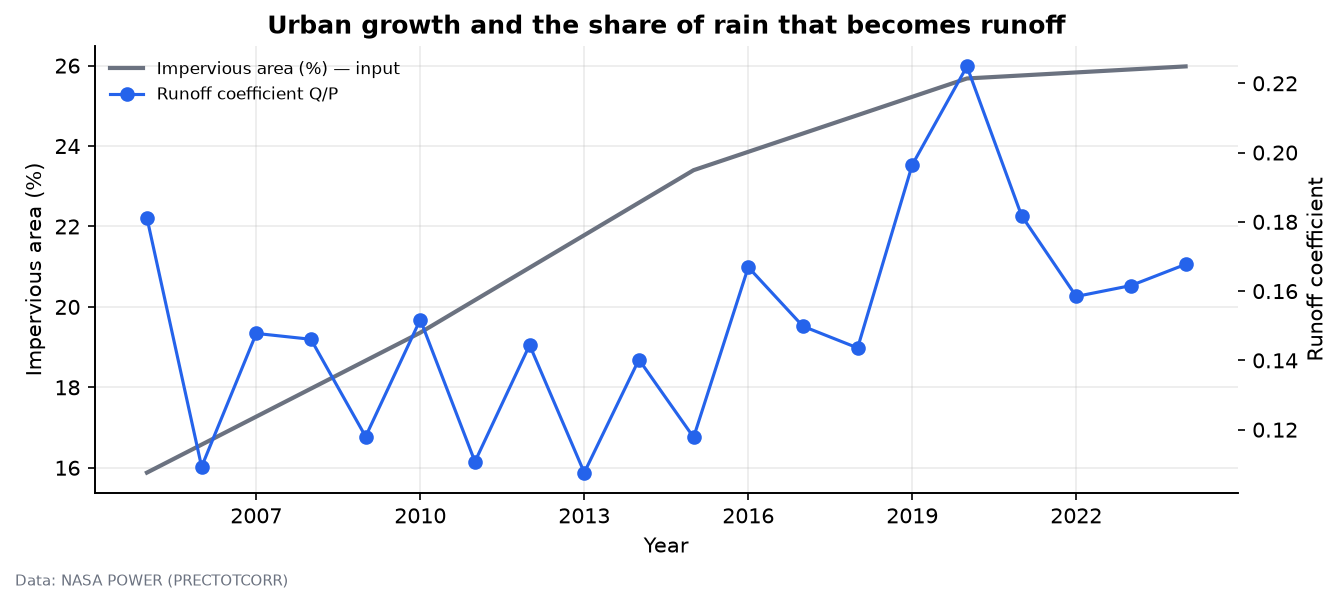 Urban growth and the share of rain that becomes runoff
Impervious area (%) — input
Runoff coefficient Q/P
Impervious area (%)
26
24
22
20
18
16
0.22
0.20
0.18
0.16
0.14
0.12
Runoff coefficient
2007 2010 2013 2016 2019 2022
Year
Data: NASA POWER (PRECTOTCORR)